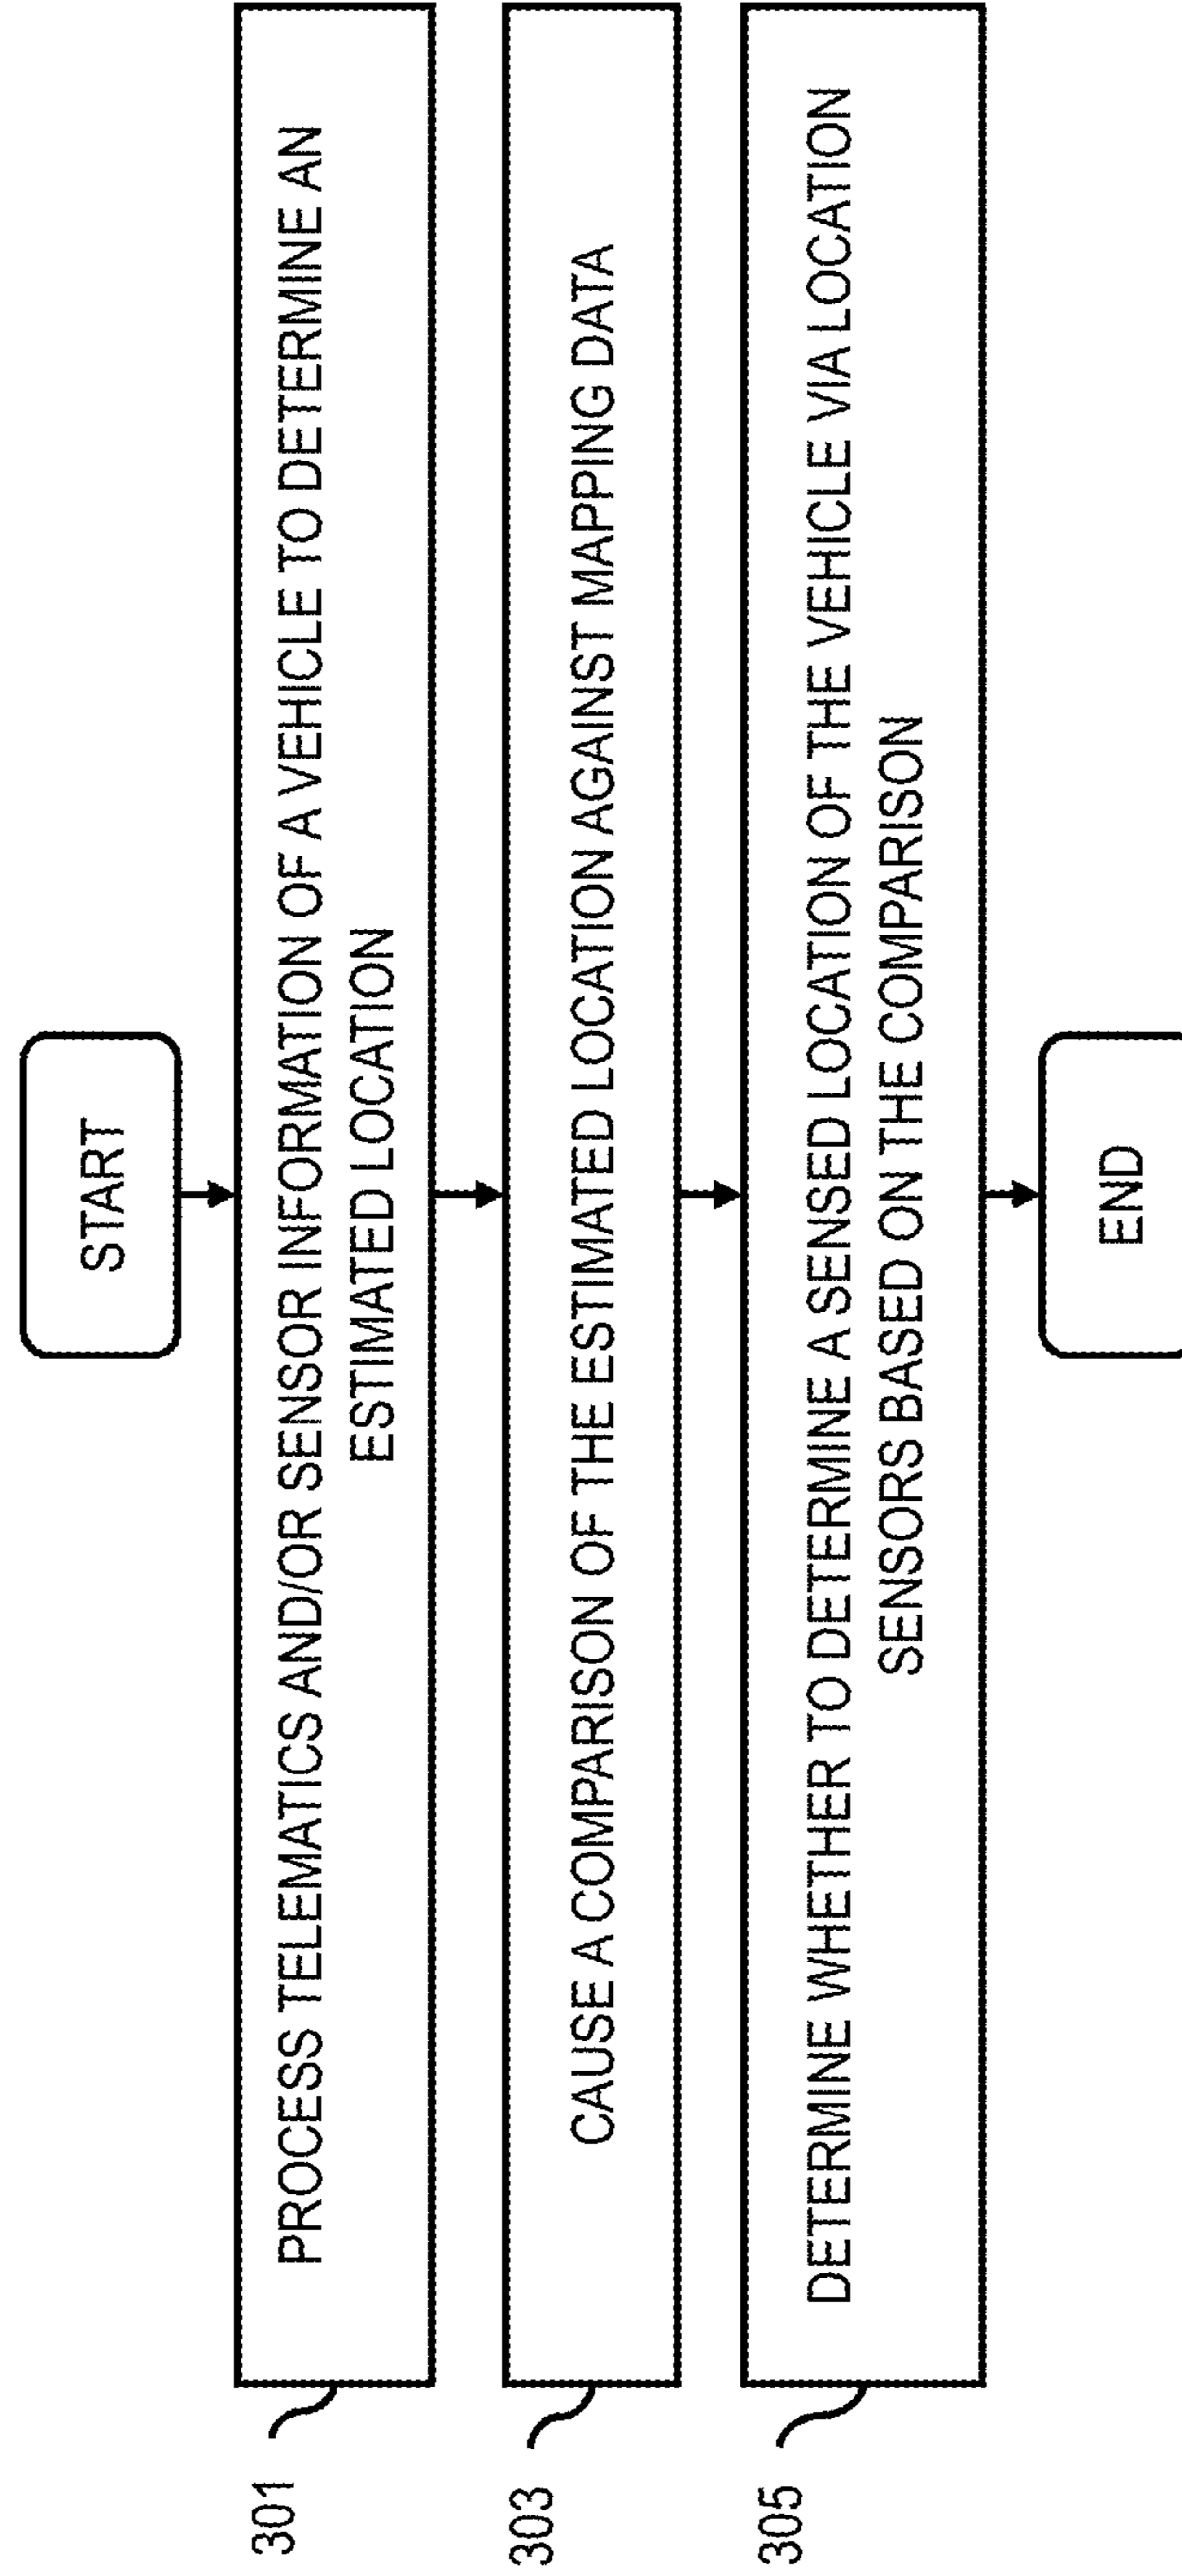 START
301
PROCESS TELEMATICS AND/OR SENSOR INFORMATION OF A VEHICLE TO DETERMINE AN
ESTIMATED LOCATION
303
CAUSE A COMPARISON OF THE ESTIMATED LOCATION AGAINST MAPPING DATA
305
DETERMINE WHETHER TO DETERMINE A SENSED LOCATION OF THE VEHICLE VIA LOCATION
SENSORS BASED ON THE COMPARISON
END